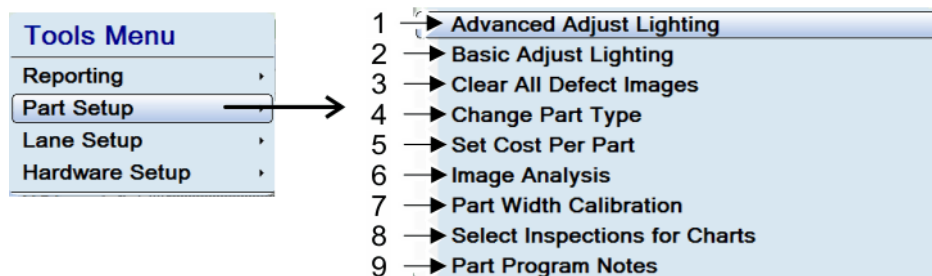 Tools Menu
Reporting
Part Setup
Lane Setup
Hardware Setup
1 Advanced Adjust Lighting
2 Basic Adjust Lighting
3 Clear All Defect Images
4 Change Part Type
5 Set Cost Per Part
6 Image Analysis
7 Part Width Calibration
8 Select Inspections for Charts
9 Part Program Notes